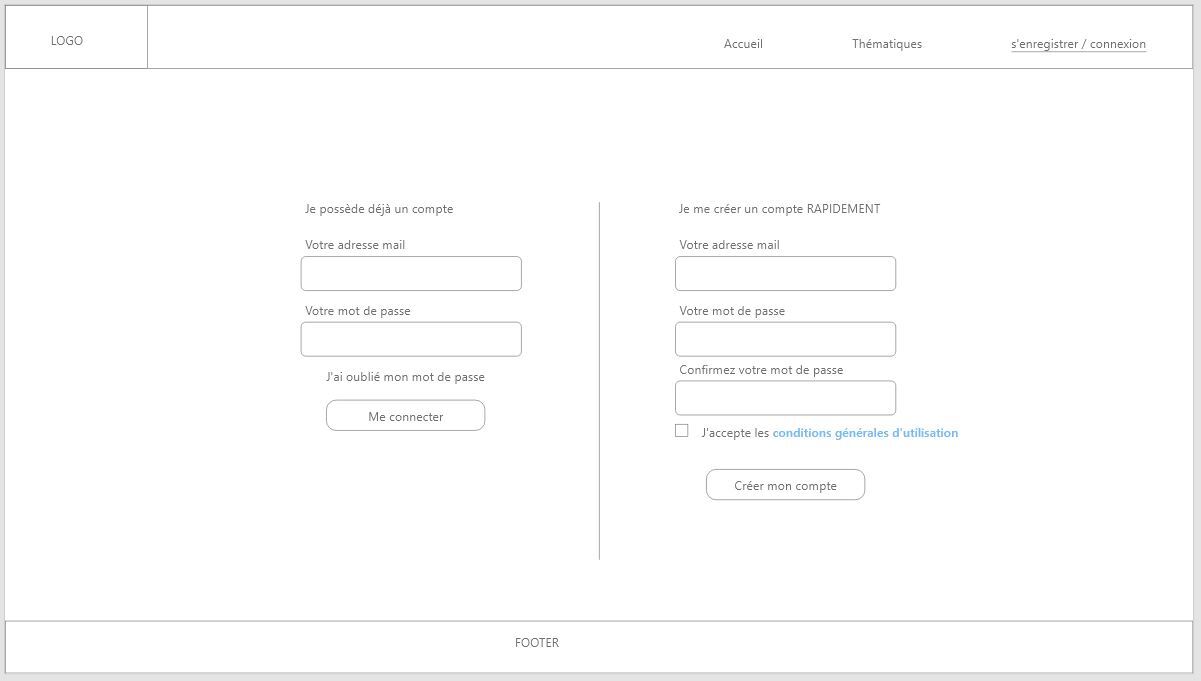 LOGO
Accueil
Thématiques
s'enregistrer / connexion
Je possède déjà un compte
Votre adresse mail
Votre mot de passe
J'ai oublié mon mot de passe
Me connecter
Je me créer un compte RAPIDEMENT
Votre adresse mail
Votre mot de passe
Confirmez votre mot de passe
J'accepte les conditions générales d'utilisation
Créer mon compte
FOOTER